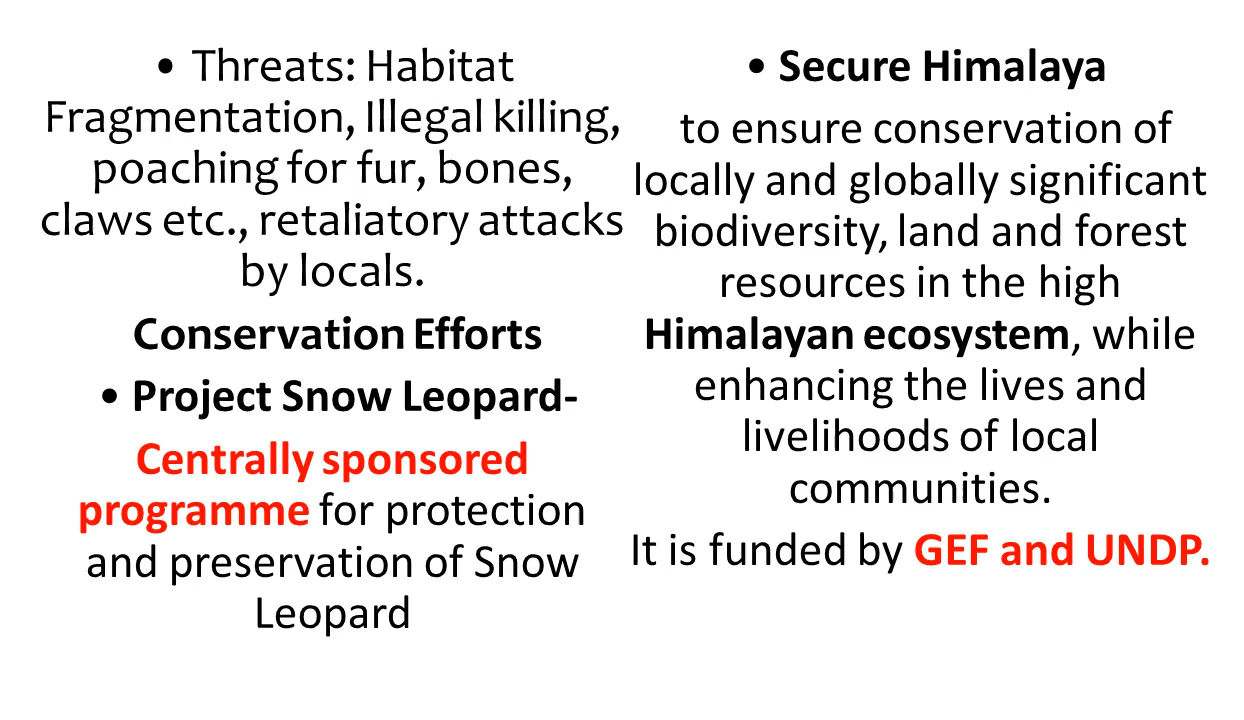 • Threats: Habitat
Fragmentation, Illegal killing,
poaching for fur, bones,
claws etc., retaliatory attacks
by locals.
Conservation Efforts
• Project Snow Leopard-
Centrally sponsored
programme for protection
and preservation of Snow
Leopard
• Secure Himalaya
to ensure conservation of
locally and globally significant
biodiversity, land and forest
resources in the high
Himalayan ecosystem, while
enhancing the lives and
livelihoods of local
communities.
It is funded by GEF and UNDP.